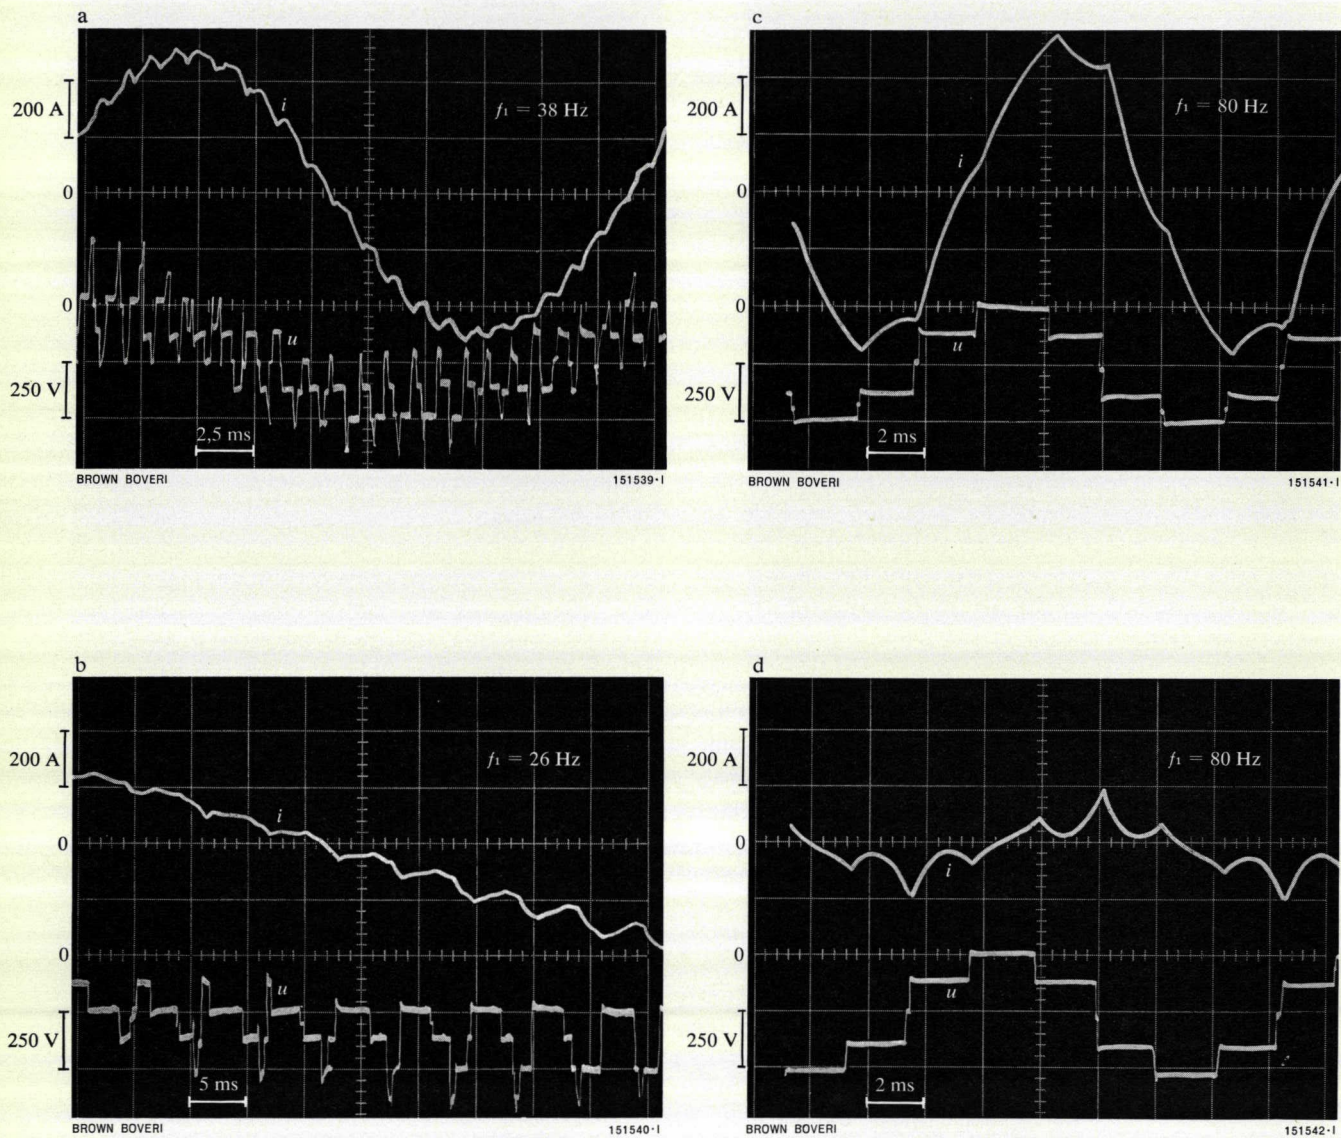 a
200 A
0
i
f₁ = 38 Hz
0
u
250 V
2,5 ms
BROWN BOVERI
151539·I
c
200 A
0
i
f₁ = 80 Hz
0
u
250 V
2 ms
BROWN BOVERI
151541·I
b
200 A
0
i
f₁ = 26 Hz
0
u
250 V
5 ms
BROWN BOVERI
151540·I
d
200 A
0
i
f₁ = 80 Hz
0
u
250 V
2 ms
BROWN BOVERI
151542·I